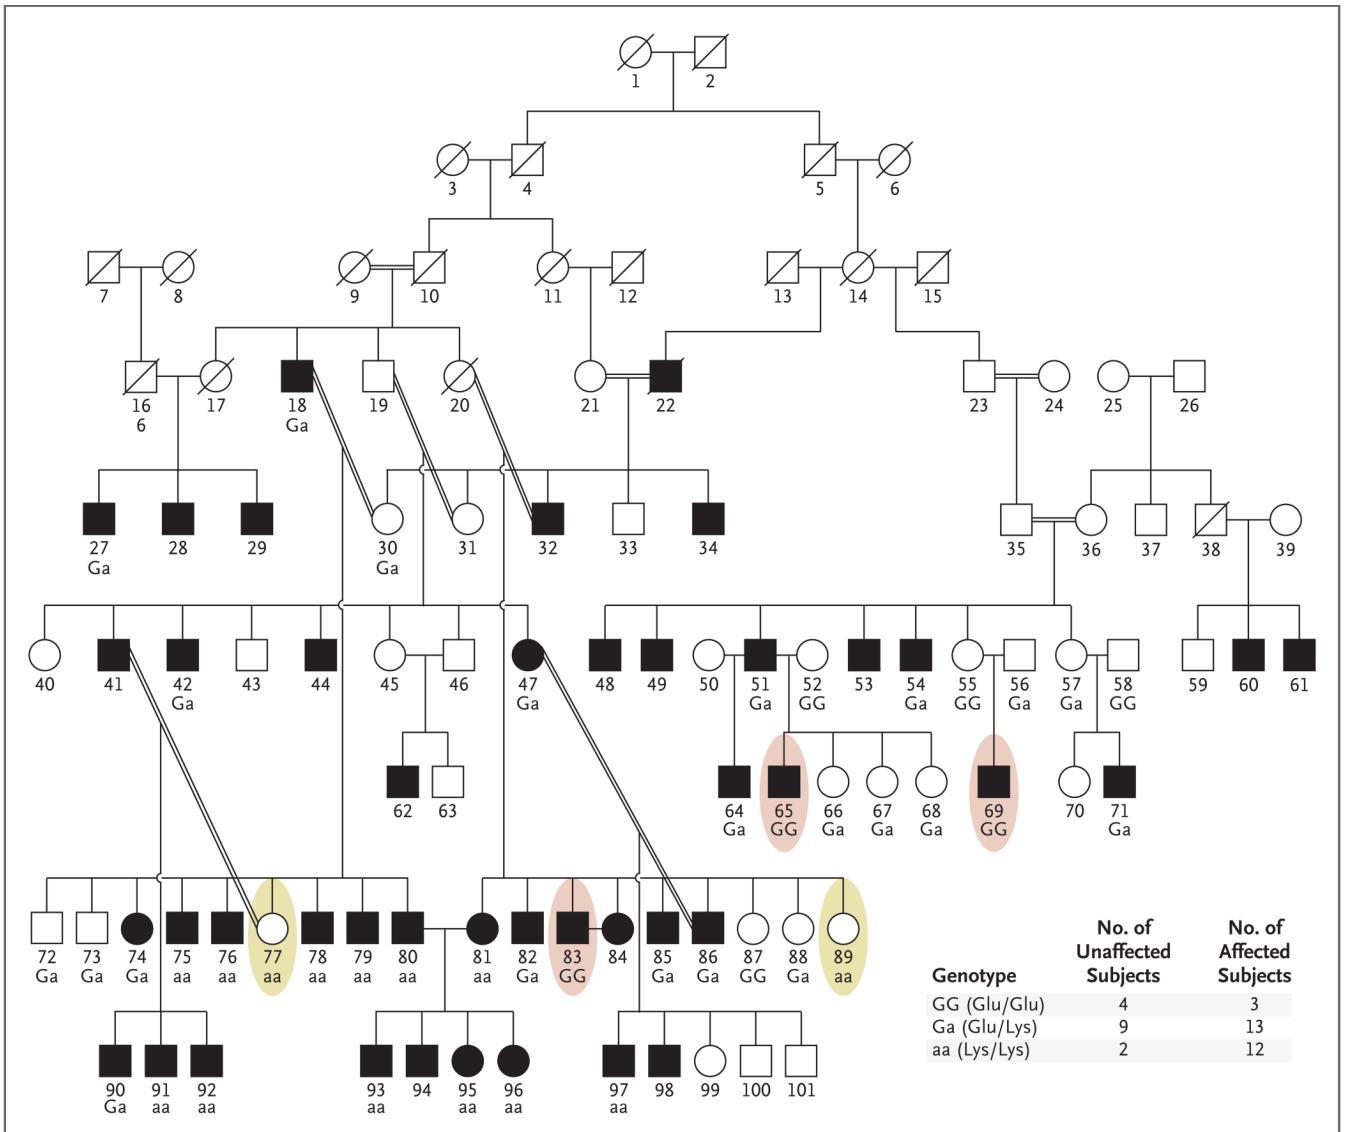 1 2
3 4 5 6
7 8 9 10 11 12 13 14 15
16 17 18 19 20 21 22 23 24 25 26
6 Ga
27 28 29 30 31 32 33 34 35 36 37 38 39
Ga Ga
40 41 42 43 44 45 46 47 48 49 50 51 52 53 54 55 56 57 58 59 60 61
Ga Ga Ga GG Ga GG Ga Ga GG
62 63 64 65 66 67 68 69 70 71
Ga GG Ga Ga Ga GG Ga
72 73 74 75 76 77 78 79 80 81 82 83 84 85 86 87 88 89
Ga Ga Ga aa aa aa aa aa aa aa Ga GG Ga Ga GG Ga aa
90 91 92 93 94 95 96 97 98 99 100 101
Ga aa aa aa aa aa aa
No. of No. of
Unaffected Affected
Genotype Subjects Subjects
GG (Glu/Glu) 4 3
Ga (Glu/Lys) 9 13
aa (Lys/Lys) 2 12